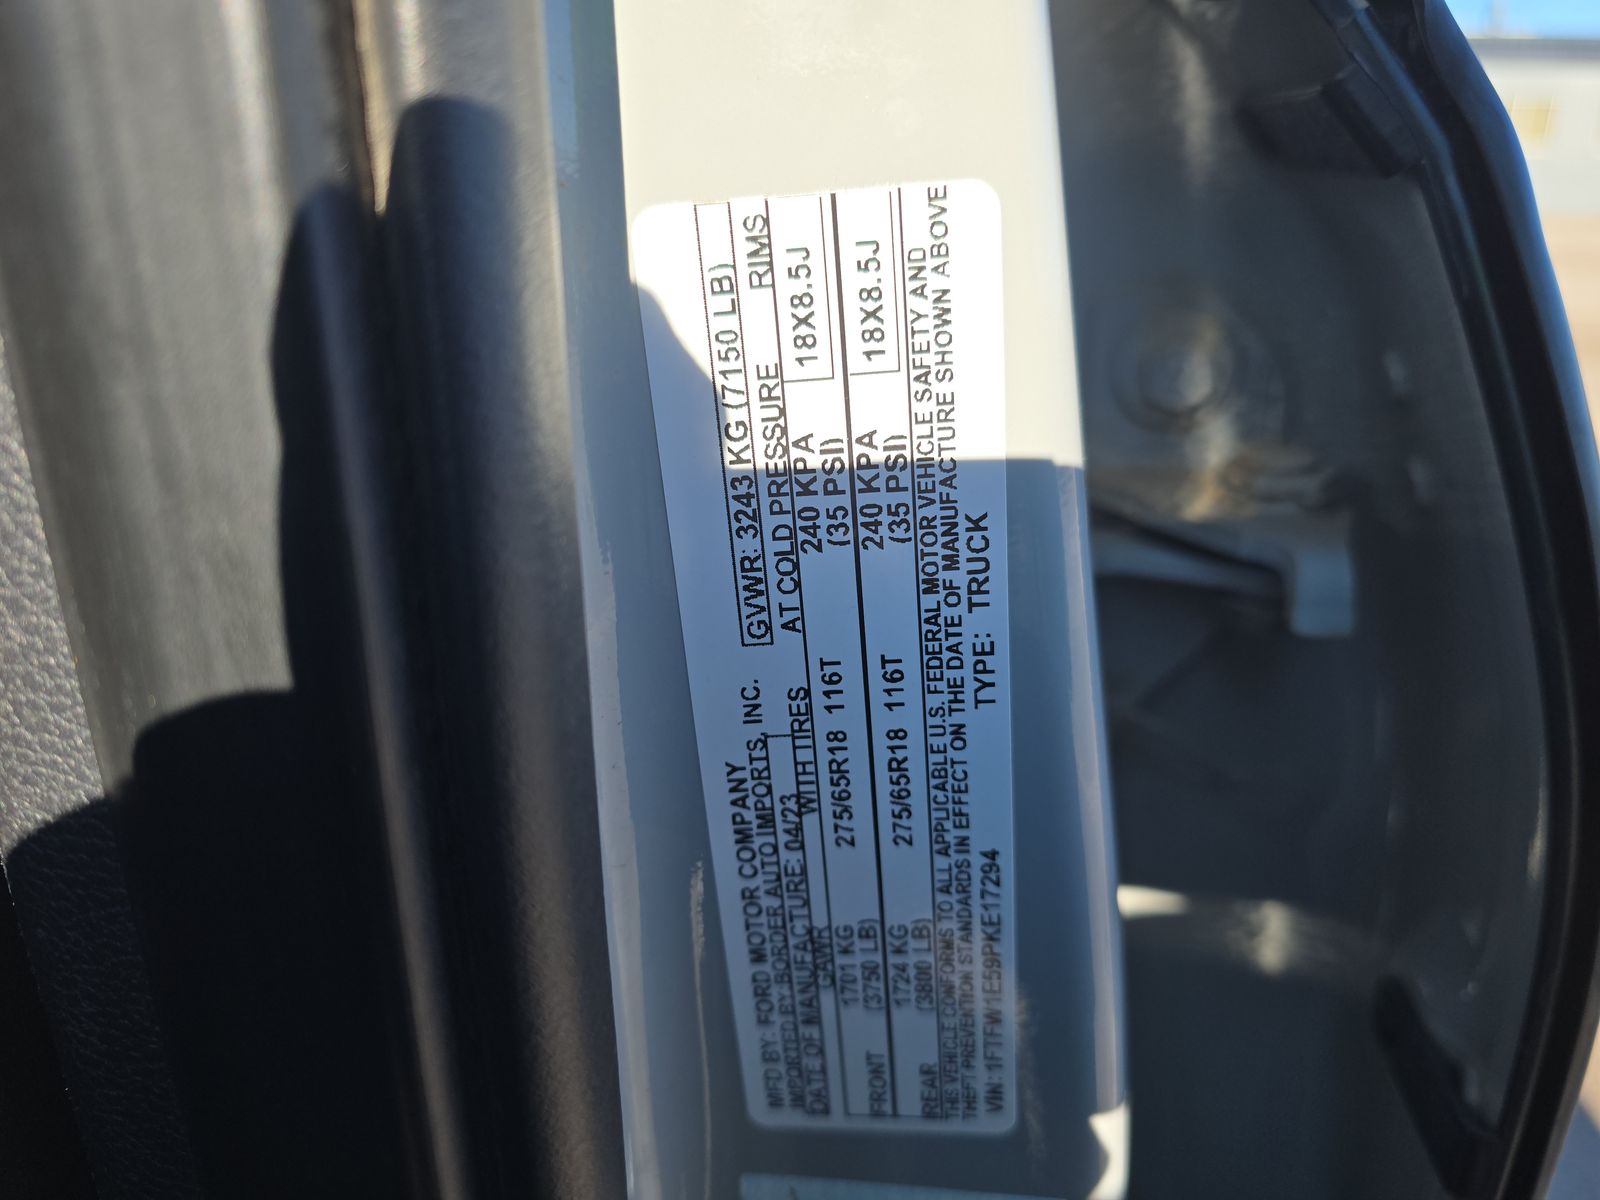 MFD BY: FORD MOTOR COMPANY
IMPORTED BY: BORDER AUTO IMPORTS, INC.
DATE OF MANUFACTURE: 04/23
GVWR: 3243 KG (7150 LB)
GAWR WITH TIRES AT COLD PRESSURE RIMS
FRONT 1701 KG (3750 LB) 275/65R18 116T 240 KPA (35 PSI) 18X8.5J
REAR 1724 KG (3800 LB) 275/65R18 116T 240 KPA (35 PSI) 18X8.5J
THIS VEHICLE CONFORMS TO ALL APPLICABLE U.S. FEDERAL MOTOR VEHICLE SAFETY AND
THEFT PREVENTION STANDARDS IN EFFECT ON THE DATE OF MANUFACTURE SHOWN ABOVE
VIN: 1FTFW1E59PKE17294 TYPE: TRUCK